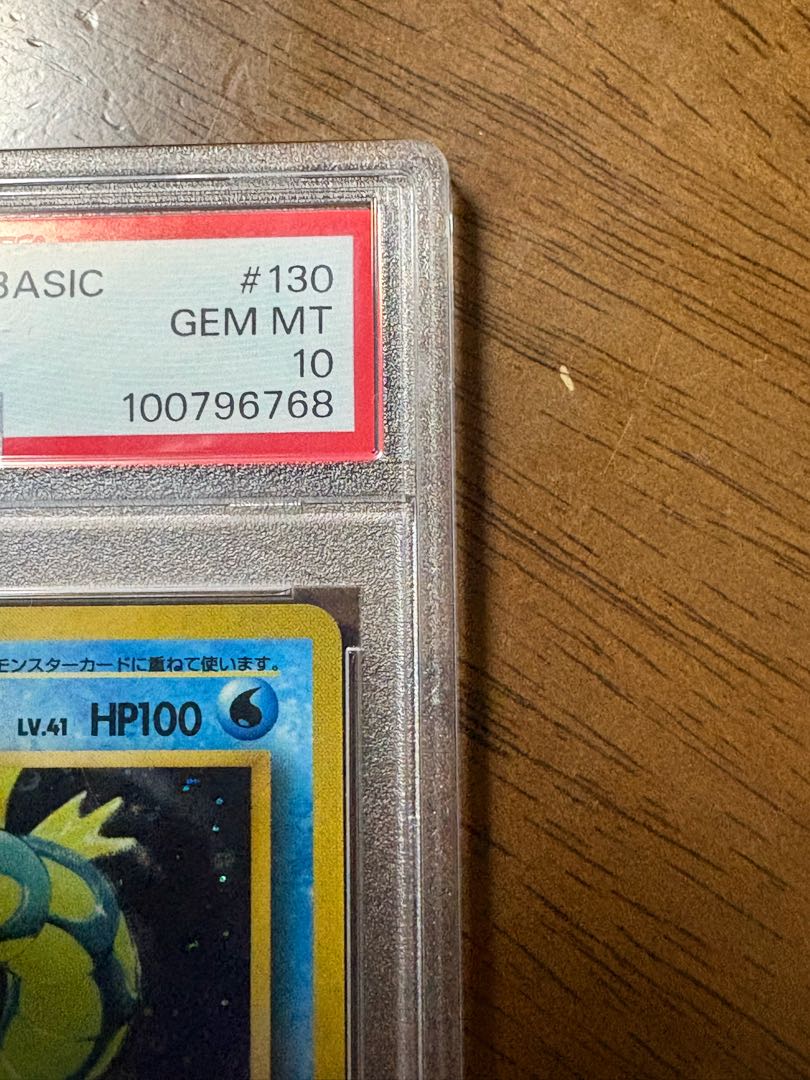 BASIC #130
GEM MT
10
100796768
モンスターカードに重ねて使います。
LV.41 HP100